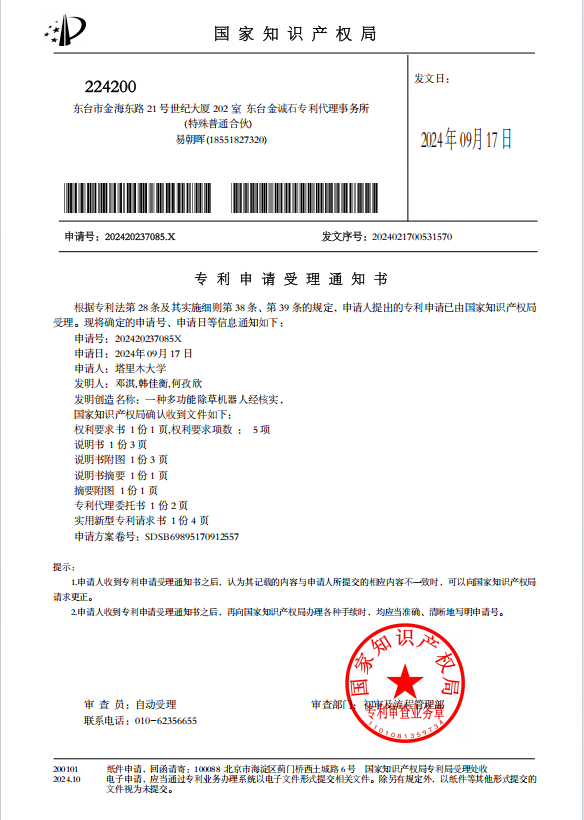 国家知识产权局
224200
东台市金海东路 21 号世纪大厦 202 室 东台金诚石专利代理事务所
(特殊普通合伙)
易朝晖(18551827320)
发文日：
2024年09月17日
申请号：202420237085.X
发文序号：2024021700531570
专利申请受理通知书
根据专利法第 28 条及其实施细则第 38 条、第 39 条的规定，申请人提出的专利申请已由国家知识产权局
受理。现将确定的申请号、申请日等信息通知如下：
申请号：202420237085X
申请日：2024年09月17日
申请人：塔里木大学
发明人：邓淇,韩佳衡,何孜欣
发明创造名称：一种多功能除草机器人经核实，
国家知识产权局确认收到文件如下：
权利要求书 1份1页,权利要求项数 ： 5项
说明书 1份3页
说明书附图 1份3页
说明书摘要 1份1页
摘要附图 1份1页
专利代理委托书 1份2页
实用新型专利请求书 1份4页
申请方案卷号：SDSB69895170912557
提示：
1.申请人收到专利申请受理通知书之后，认为其记载的内容与申请人所提交的相应内容不一致时，可以向国家知识产权局
请求更正。
2.申请人收到专利申请受理通知书之后，再向国家知识产权局办理各种手续时，均应当准确、清晰地写明申请号。
国家知识产权局
专利审查业务章
1101081359734
审 查 员：自动受理
审查部门：初审及流程管理部
联系电话：010-62356655
200101 纸件申请，回函请寄：100088 北京市海淀区蓟门桥西土城路 6 号 国家知识产权局专利局受理处收
2024.10 电子申请，应当通过专利业务办理系统以电子文件形式提交相关文件。除另有规定外，以纸件等其他形式提交的
文件视为未提交。